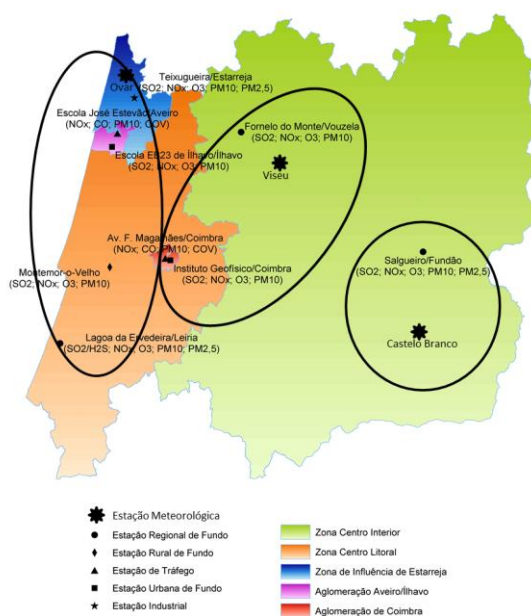 Teixugueira/Estarreja
Ovar (SO2; NOx; O3; PM10; PM2,5)
Escola José Estevão/Aveiro
(NOx; CO; PM10; COV)
Fornelo do Monte/Vouzela
(SO2; NOx; O3; PM10)
Escola EB23 de Ílhavo/Ílhavo
(SO2; NOx; O3; PM10)
Viseu
Av. F. Magalhães/Coimbra
(NOx; CO; PM10; COV)
Salgueiro/Fundão
(SO2; NOx; O3; PM10; PM2,5)
Montemor-o-Velho
(SO2; NOx; O3; PM10)
Instituto Geofísico/Coimbra
(SO2; NOx; O3; PM10)
Lagoa da Ervedeira/Leiria
(SO2/H2S; NOx; O3; PM10; PM2,5)
Castelo Branco
Estação Meteorológica
Estação Regional de Fundo
Estação Rural de Fundo
Estação de Tráfego
Estação Urbana de Fundo
Estação Industrial
Zona Centro Interior
Zona Centro Litoral
Zona de Influência de Estarreja
Aglomeração Aveiro/Ílhavo
Aglomeração de Coimbra